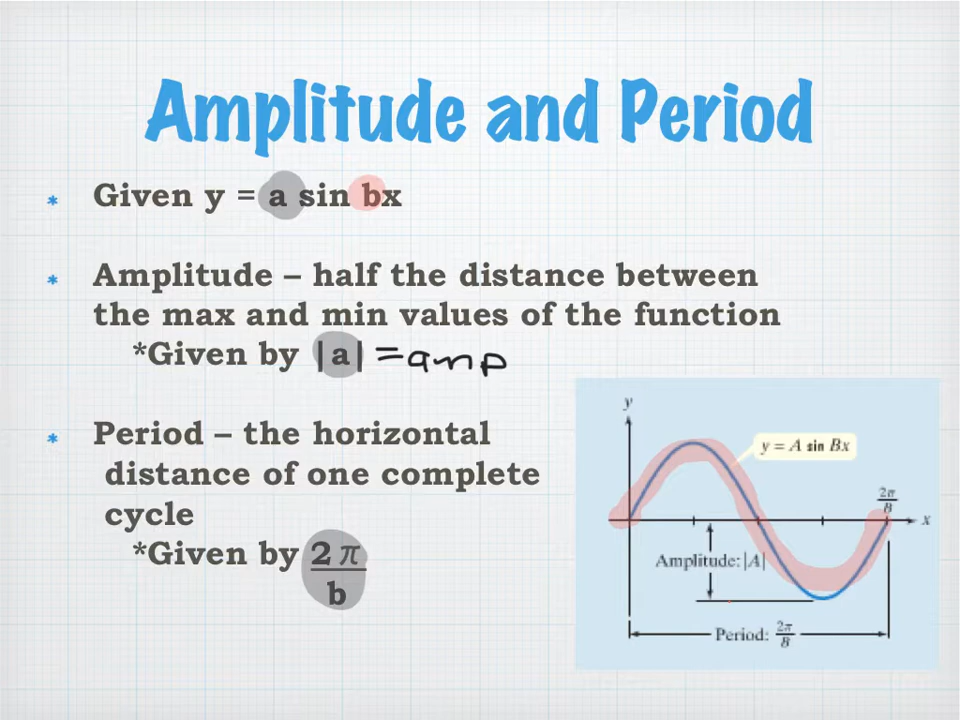 Amplitude and Period
* Given y = a sin bx
* Amplitude – half the distance between
the max and min values of the function
*Given by |a| = amp
* Period – the horizontal
distance of one complete
cycle
*Given by 2π
b
y
y = A sin Bx
2π
B
x
Amplitude: |A|
Period: 2π
B